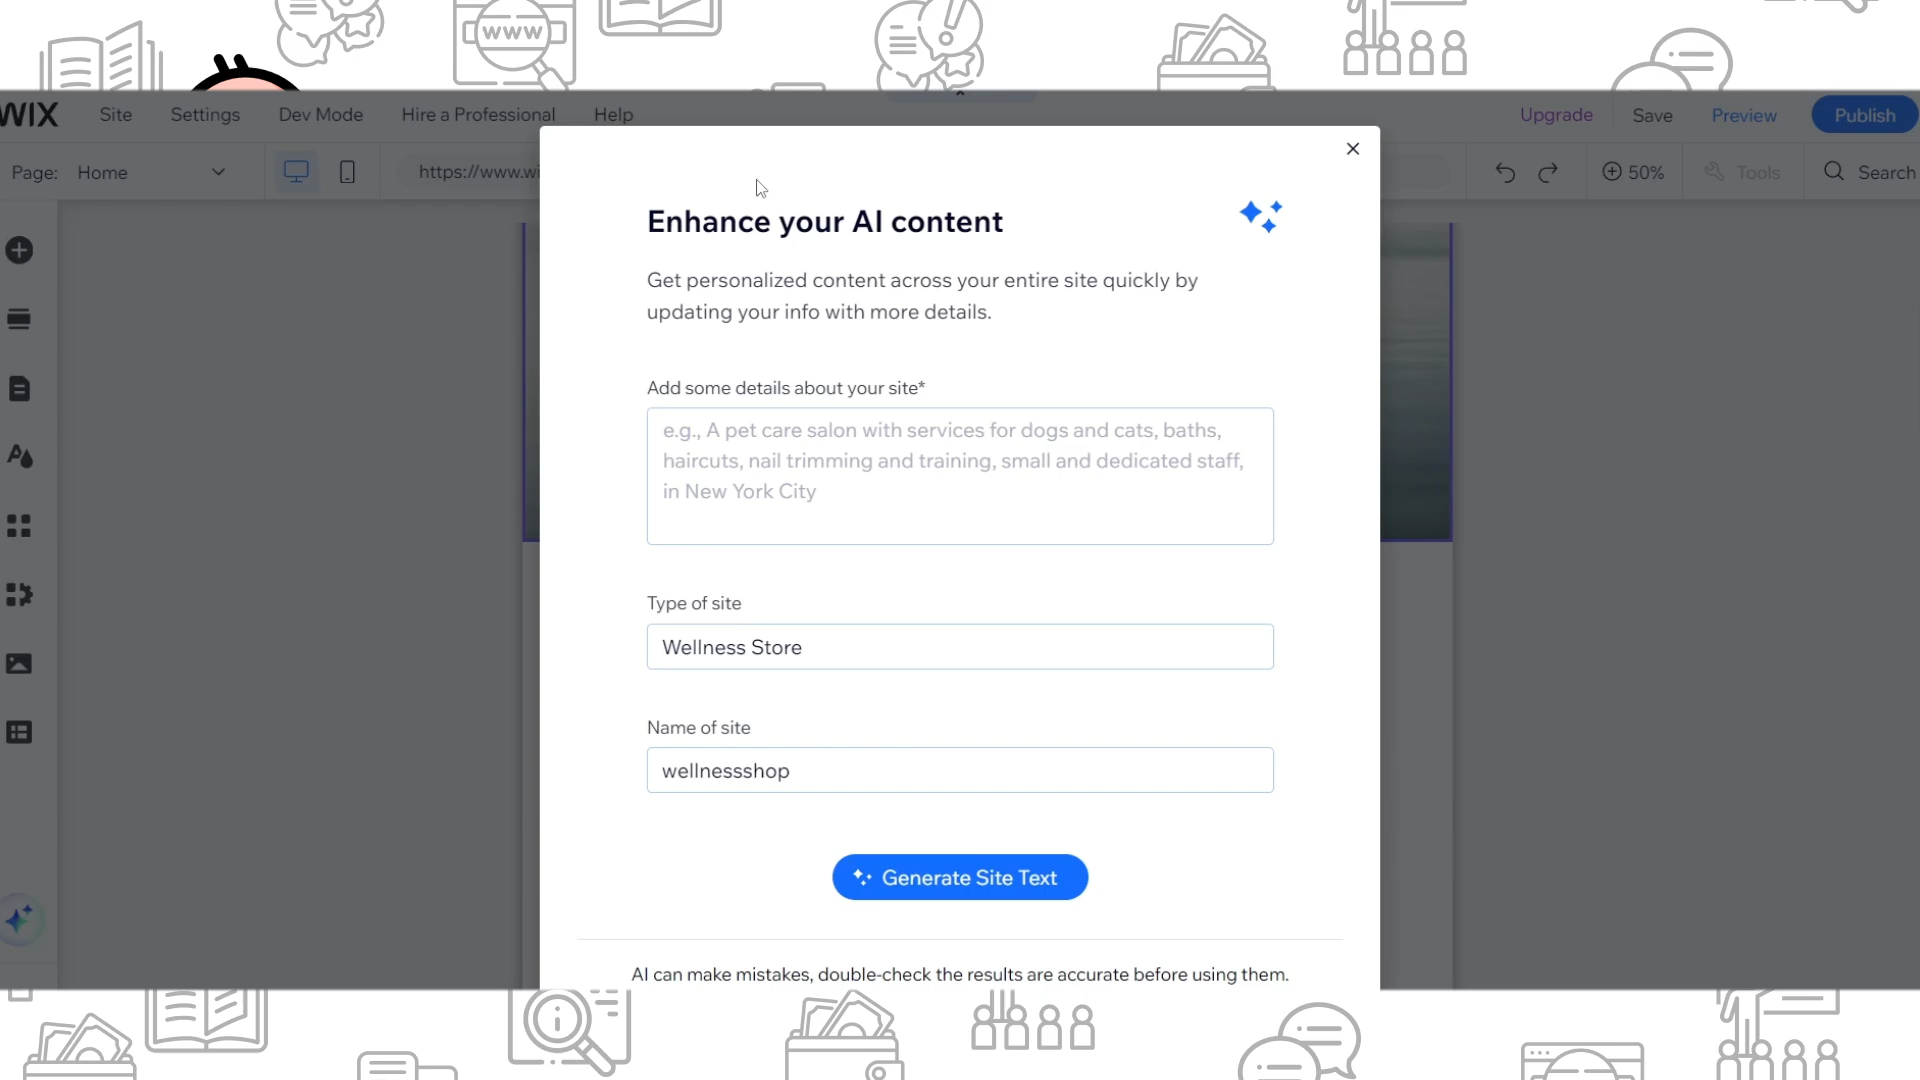 www
WIX
Site
Settings
Dev Mode
Hire a Professional
Help
Upgrade
Save
Preview
Publish
Page:
Home
https://www.wi
50%
Tools
Search
Enhance your AI content
Get personalized content across your entire site quickly by
updating your info with more details.
Add some details about your site*
e.g., A pet care salon with services for dogs and cats, baths,
haircuts, nail trimming and training, small and dedicated staff,
in New York City
Type of site
Wellness Store
Name of site
wellnessshop
Generate Site Text
AI can make mistakes, double-check the results are accurate before using them.